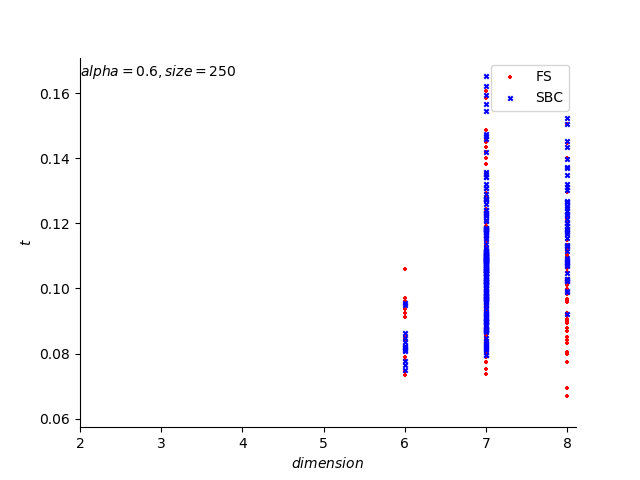 alpha = 0.6, size = 250
FS
SBC
0.16
0.14
0.12
0.10
0.08
0.06
t
2 3 4 5 6 7 8
dimension